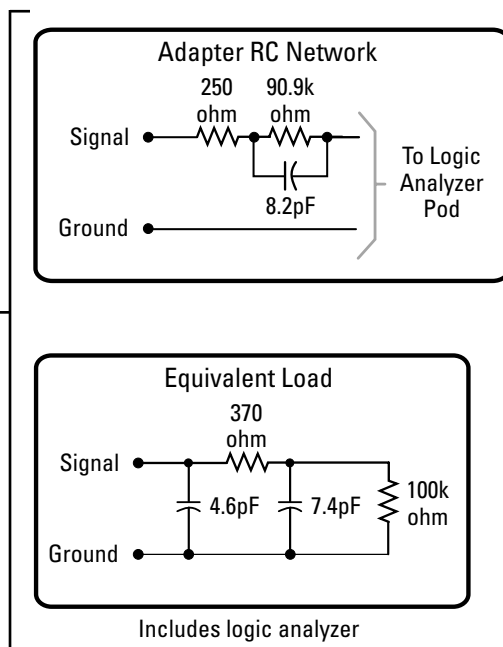 Adapter RC Network
250
ohm
90.9k
ohm
Signal
8.2pF
To Logic
Analyzer
Pod
Ground
Equivalent Load
370
ohm
Signal
4.6pF
7.4pF
100k
ohm
Ground
Includes logic analyzer